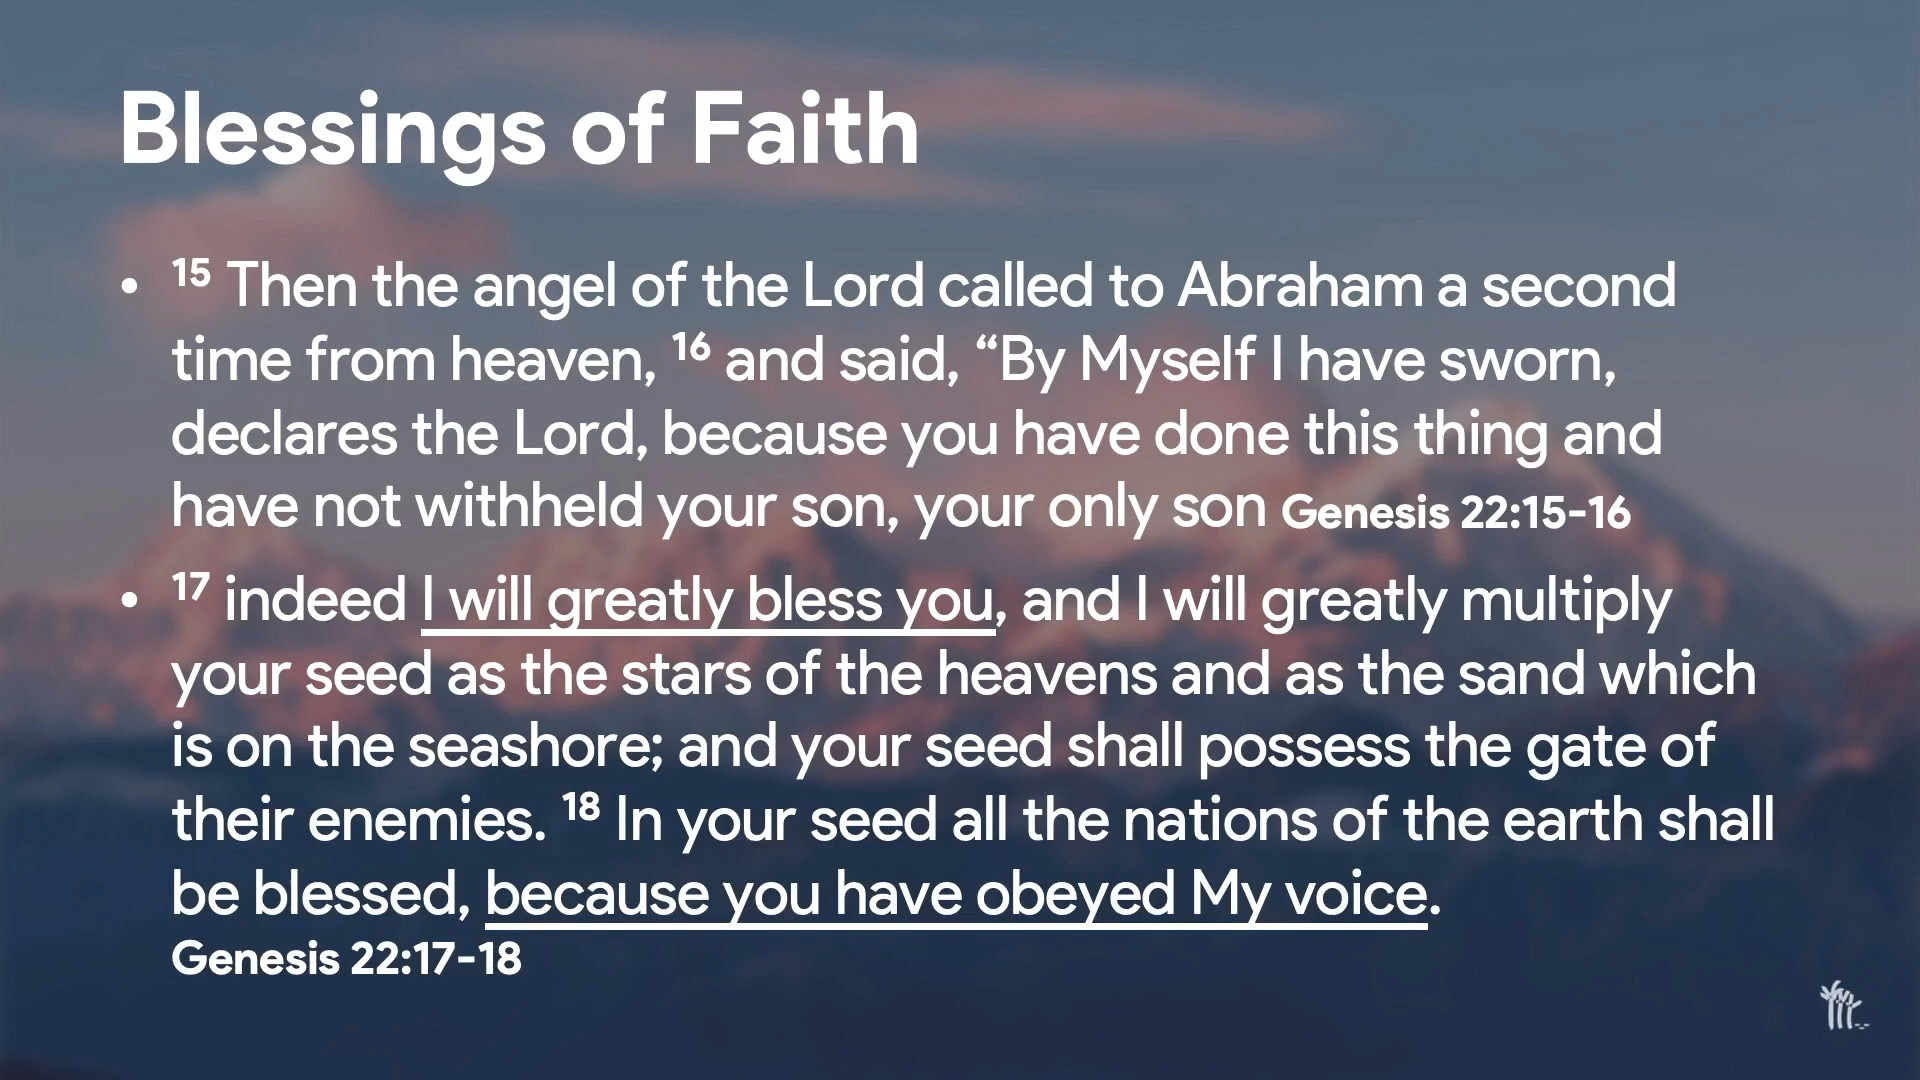 Blessings of Faith
• 15 Then the angel of the Lord called to Abraham a second
time from heaven, 16 and said, “By Myself I have sworn,
declares the Lord, because you have done this thing and
have not withheld your son, your only son Genesis 22:15-16
• 17 indeed I will greatly bless you, and I will greatly multiply
your seed as the stars of the heavens and as the sand which
is on the seashore; and your seed shall possess the gate of
their enemies. 18 In your seed all the nations of the earth shall
be blessed, because you have obeyed My voice.
Genesis 22:17-18